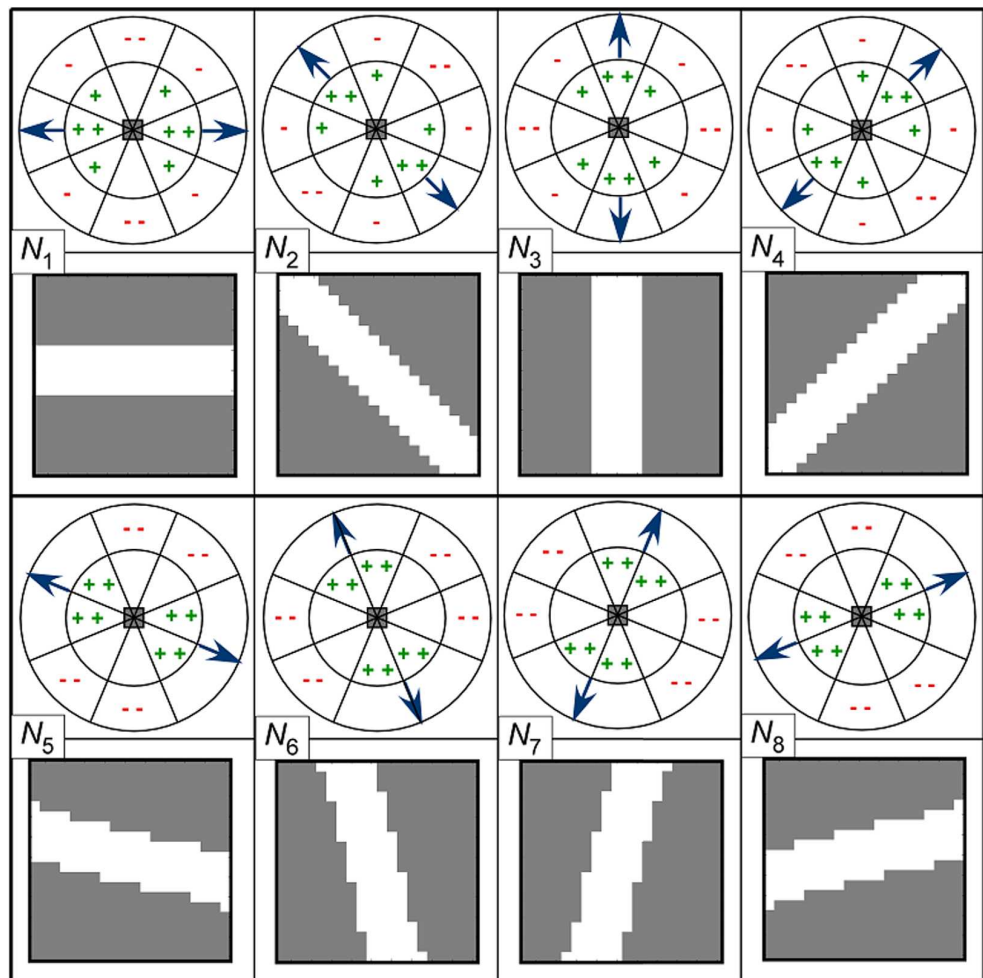 - -
- -
+ +
+ + + +
+ +
- -
- -
N1
-
+ - -
+ +
- + + -
+ +
- - +
-
N2
- + + -
+ +
- - - -
+ +
- + + -
N3
-
- - +
+ +
- + + -
+ +
+ - -
-
N4
- -
+ + - -
+ + + +
+ +
- -
- -
N5
+ + - -
+ +
- - - -
+ +
+ +
N6
- - + +
+ +
- - - -
+ +
+ + - -
N7
- -
- - + +
+ + + +
+ +
- -
- -
N8